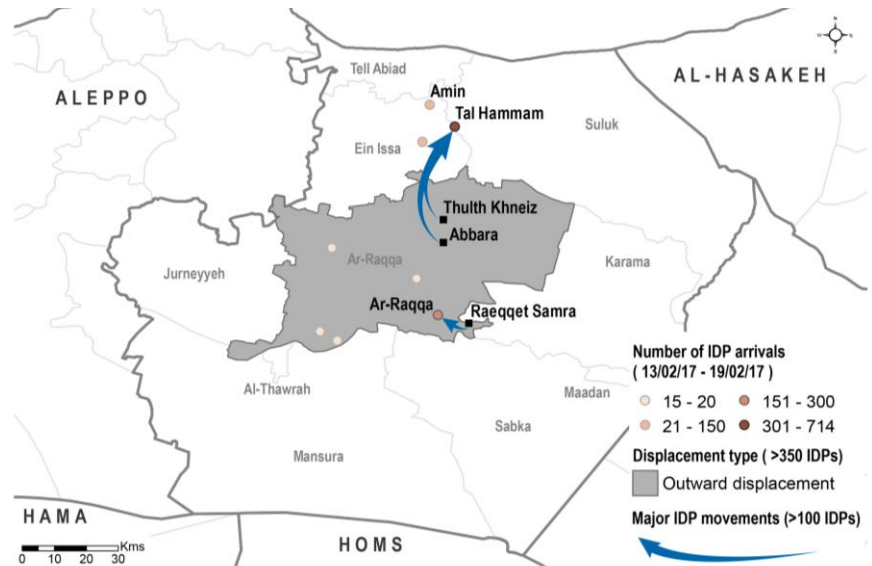 N
W
E
S
Tell Abiad
AL-HASAKEH
ALEPPO
Amin
Tal Hammam
Suluk
Ein Issa
Thulth Khneiz
Abbara
Ar-Raqqa
Karama
Jurneyyeh
Ar-Raqqa
Raeqqet Samra
Number of IDP arrivals
( 13/02/17 - 19/02/17 )
15 - 20
151 - 300
21 - 150
301 - 714
Displacement type ( >350 IDPs)
Outward displacement
Major IDP movements (>100 IDPs)
Al-Thawrah
Maadan
Sabka
Mansura
HAMA
HOMS
Kms
0 10 20 30